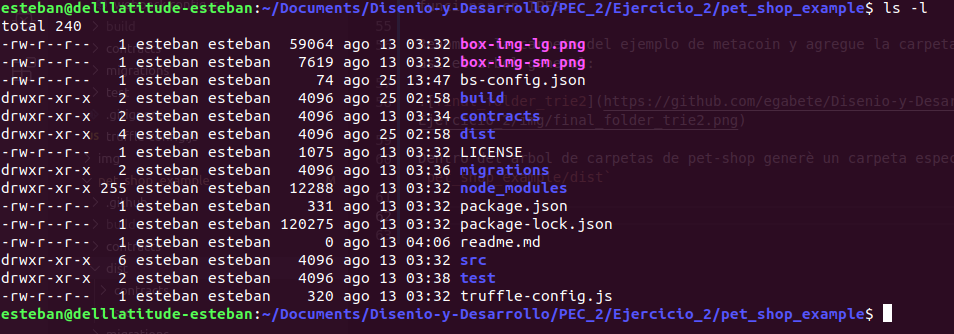 esteban@delllatitude-esteban:~/Documents/Disenio-y-Desarrollo/PEC_2/Ejercicio_2/pet_shop_example$ ls -l
total 240
-rw-r--r-- 1 esteban esteban 59064 ago 13 03:32 box-img-lg.png
-rw-r--r-- 1 esteban esteban 7619 ago 13 03:32 box-img-sm.png
-rw-r--r-- 1 esteban esteban 74 ago 25 13:47 bs-config.json
drwxr-xr-x 2 esteban esteban 4096 ago 25 02:58 build
drwxr-xr-x 2 esteban esteban 4096 ago 13 03:34 contracts
drwxr-xr-x 4 esteban esteban 4096 ago 25 02:58 dist
-rw-r--r-- 1 esteban esteban 1075 ago 13 03:32 LICENSE
drwxr-xr-x 2 esteban esteban 4096 ago 13 03:36 migrations
drwxr-xr-x 255 esteban esteban 12288 ago 13 03:32 node_modules
-rw-r--r-- 1 esteban esteban 331 ago 13 03:32 package.json
-rw-r--r-- 1 esteban esteban 120275 ago 13 03:32 package-lock.json
-rw-r--r-- 1 esteban esteban 0 ago 13 04:06 readme.md
drwxr-xr-x 6 esteban esteban 4096 ago 13 03:32 src
drwxr-xr-x 2 esteban esteban 4096 ago 13 03:38 test
-rw-r--r-- 1 esteban esteban 320 ago 13 03:32 truffle-config.js
esteban@delllatitude-esteban:~/Documents/Disenio-y-Desarrollo/PEC_2/Ejercicio_2/pet_shop_example$